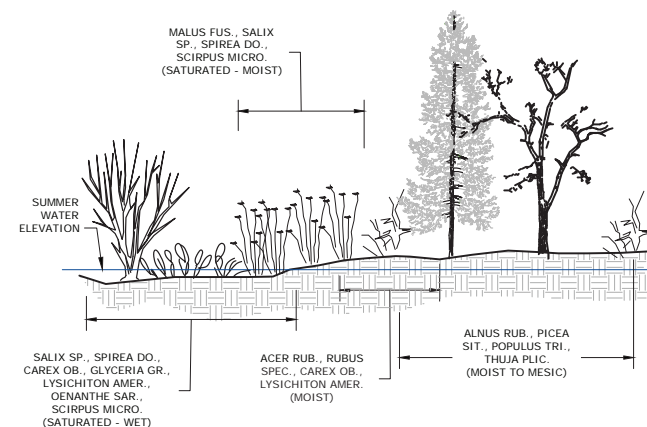 MALUS FUS., SALIX
SP., SPIREA DO.,
SCIRPUS MICRO.
(SATURATED - MOIST)
SUMMER
WATER
ELEVATION
SALIX SP., SPIREA DO.,
CAREX OB., GLYCERIA GR.,
LYSICHITON AMER.,
OENANTHE SAR.,
SCIRPUS MICRO.
(SATURATED - WET)
ACER RUB., RUBUS
SPEC., CAREX OB.,
LYSICHITON AMER.
(MOIST)
ALNUS RUB., PICEA
SIT., POPULUS TRI.,
THUJA PLIC.
(MOIST TO MESIC)